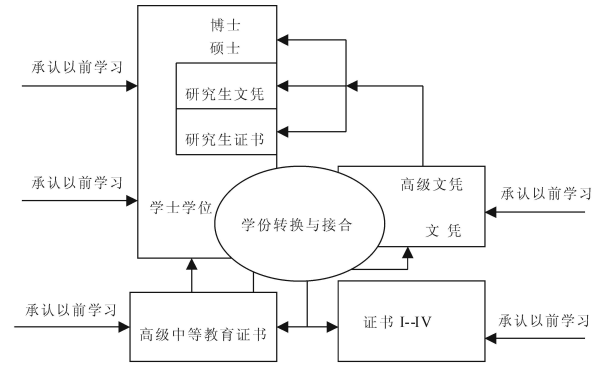 博士
硕士
承认以前学习
研究生文凭
研究生证书
承认以前学习
高级文凭
承认以前学习
学士学位
学份转换与接合
文 凭
承认以前学习
高级中等教育证书
证书 I--IV
承认以前学习